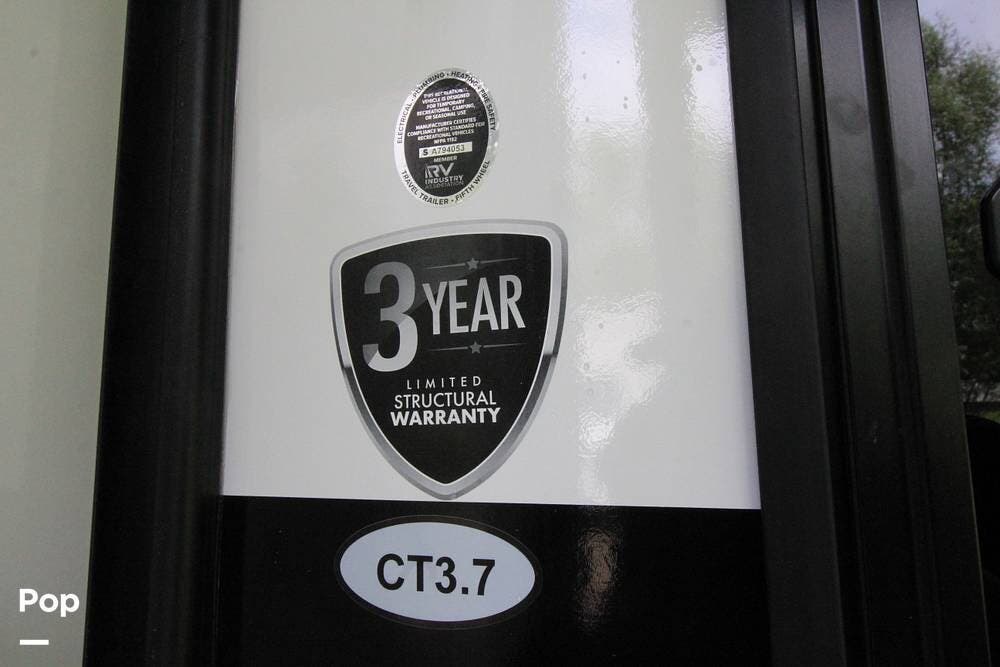 ELECTRICAL • PLUMBING • HEATING • FIRE SAFETY
THIS RECREATIONAL
VEHICLE IS DESIGNED
FOR TEMPORARY
RECREATIONAL, CAMPING,
OR SEASONAL USE
MANUFACTURER CERTIFIES
COMPLIANCE WITH STANDARD FOR
RECREATIONAL VEHICLES
NFPA 1192
S A794053
MEMBER
RV
INDUSTRY
ASSOCIATION
TRAVEL TRAILER • FIFTH WHEEL
3 YEAR
LIMITED
STRUCTURAL
WARRANTY
CT3.7
Pop